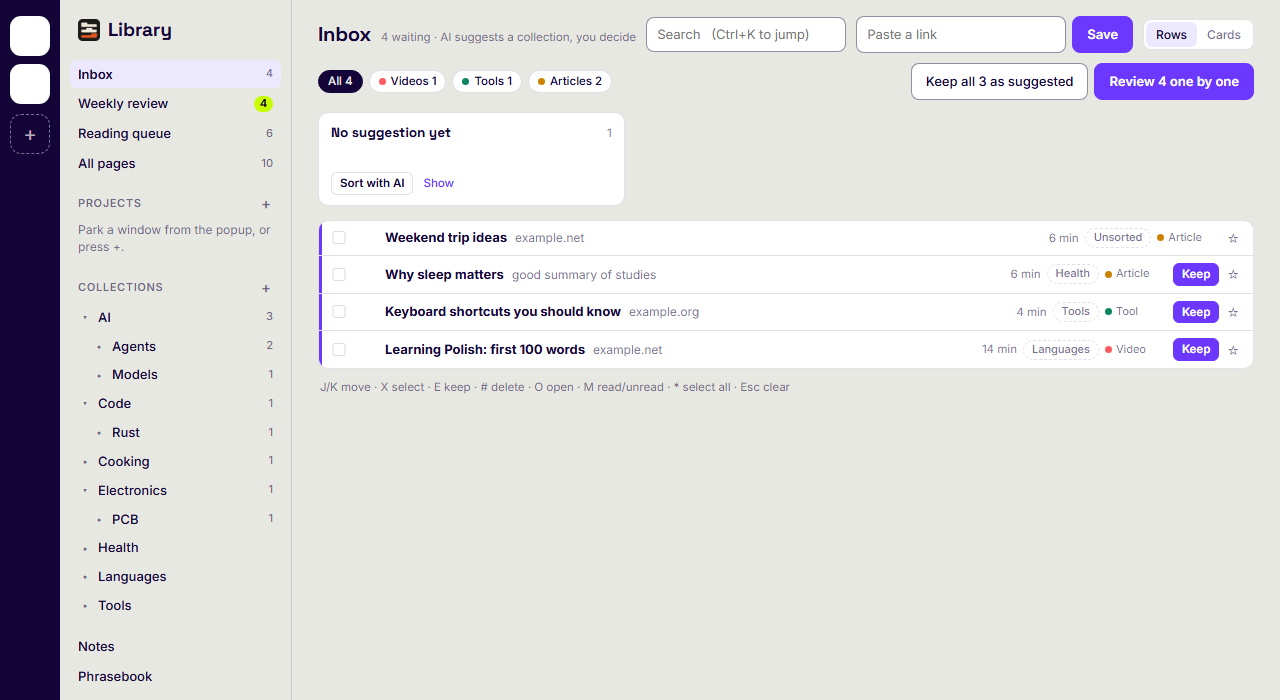 Library
Inbox 4
Weekly review 4
Reading queue 6
All pages 10
PROJECTS +
Park a window from the popup, or
press +.
COLLECTIONS +
AI 3
Agents 2
Models 1
Code 1
Rust 1
Cooking 1
Electronics 1
PCB 1
Health
Languages
Tools
Notes
Phrasebook
+
Inbox 4 waiting · AI suggests a collection, you decide Search (Ctrl+K to jump) Paste a link Save Rows Cards
All 4 Videos 1 Tools 1 Articles 2 Keep all 3 as suggested Review 4 one by one
No suggestion yet 1
Sort with AI Show
Weekend trip ideas example.net 6 min Unsorted Article ☆
Why sleep matters good summary of studies 6 min Health Article Keep ☆
Keyboard shortcuts you should know example.org 4 min Tools Tool Keep ☆
Learning Polish: first 100 words example.net 14 min Languages Video Keep ☆
J/K move · X select · E keep · # delete · O open · M read/unread · * select all · Esc clear